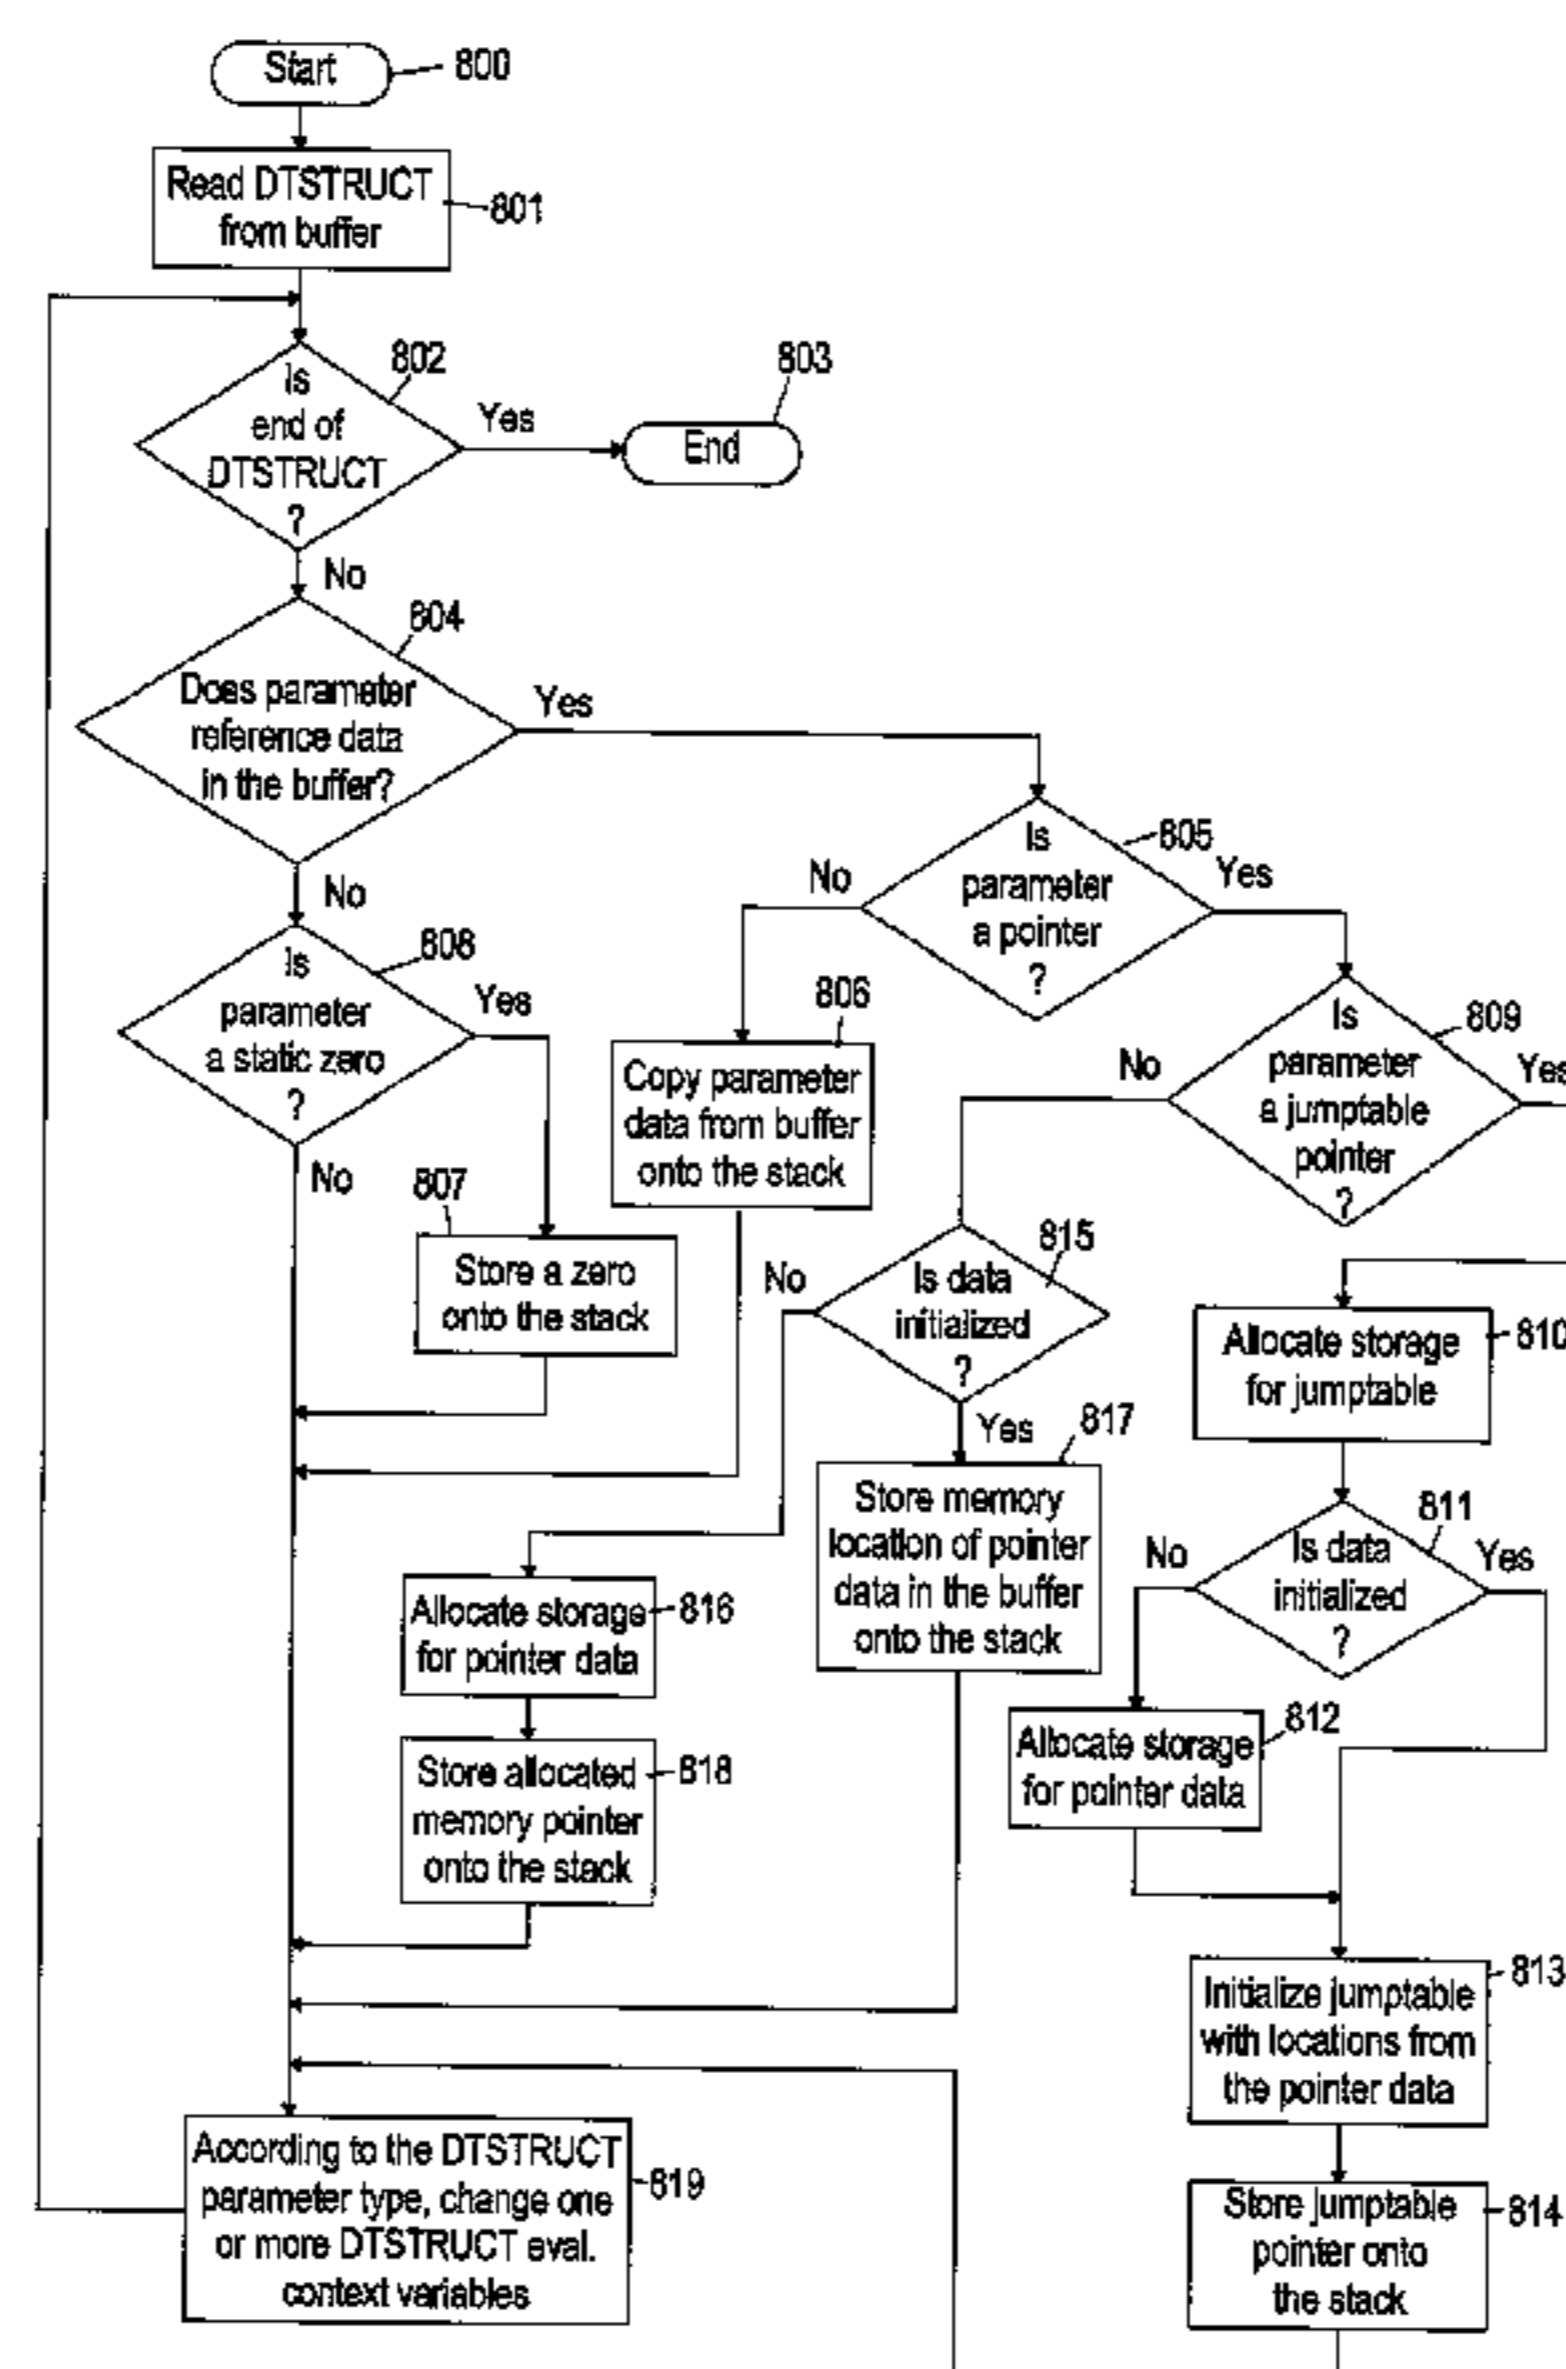 Start
800
Read DTSTRUCT
from buffer
801
Is
end of
DTSTRUCT
?
802
Yes
End
803
No
Does parameter
reference data
in the buffer?
804
Yes
No
Is
parameter
a pointer
?
805
No
Yes
Is
parameter
a static zero
?
808
Yes
No
Copy parameter
data from buffer
onto the stack
806
Is
parameter
a jumptable
pointer
?
809
No
Yes
Store a zero
onto the stack
807
Is data
initialized
?
815
No
Yes
Allocate storage
for jumptable
810
Store memory
location of pointer
data in the buffer
onto the stack
817
Is data
initialized
?
811
No
Yes
Allocate storage
for pointer data
816
Allocate storage
for pointer data
812
Store allocated
memory pointer
onto the stack
818
Initialize jumptable
with locations from
the pointer data
813
According to the DTSTRUCT
parameter type, change one
or more DTSTRUCT eval.
context variables
819
Store jumptable
pointer onto
the stack
814